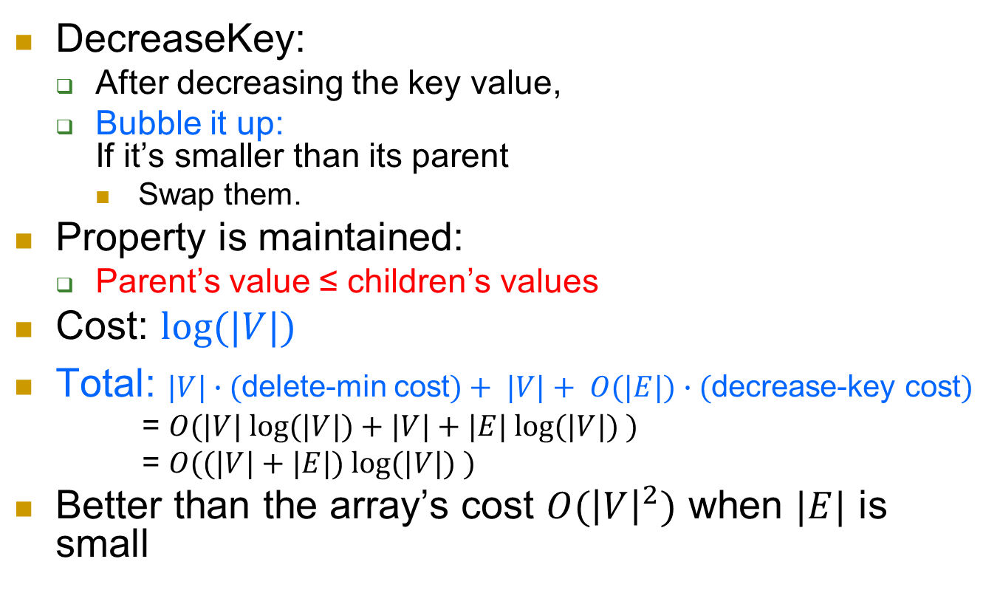 DecreaseKey:
After decreasing the key value,
Bubble it up:
If it’s smaller than its parent
Swap them.
Property is maintained:
Parent’s value ≤ children’s values
Cost: log(|V|)
Total: |V| · (delete-min cost) + |V| + O(|E|) · (decrease-key cost)
= O(|V| log(|V|) + |V| + |E| log(|V|) )
= O((|V| + |E|) log(|V|) )
Better than the array’s cost O(|V|²) when |E| is
small